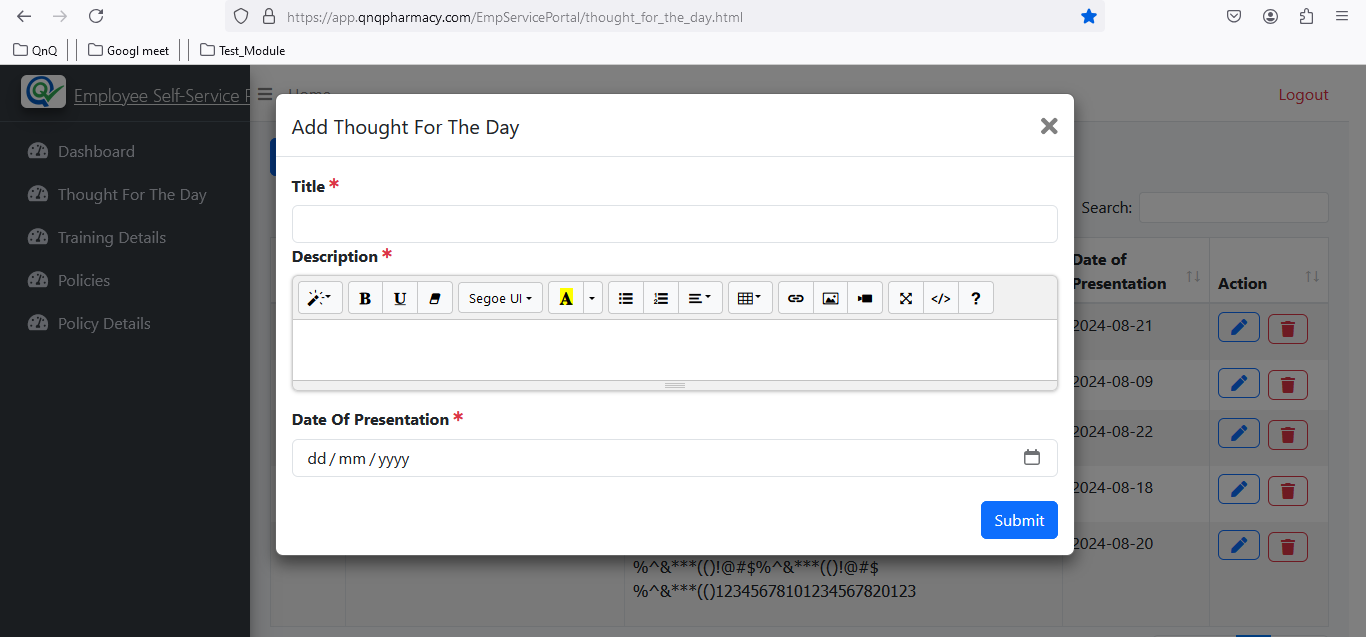 https://app.qnqpharmacy.com/EmpServicePortal/thought_for_the_day.html
QnQ
Googl meet
Test_Module
Employee Self-Service
Home
Logout
Dashboard
Thought For The Day
Training Details
Policies
Policy Details
Add Thought For The Day
Title *
Description *
B U Segoe UI A </> ?
Date Of Presentation *
dd / mm / yyyy
Submit
Search:
Date of
Presentation
Action
2024-08-21
2024-08-09
2024-08-22
2024-08-18
2024-08-20
%^&***(()!@#$%^&***(()!@#$
%^&***(()12345678101234567820123